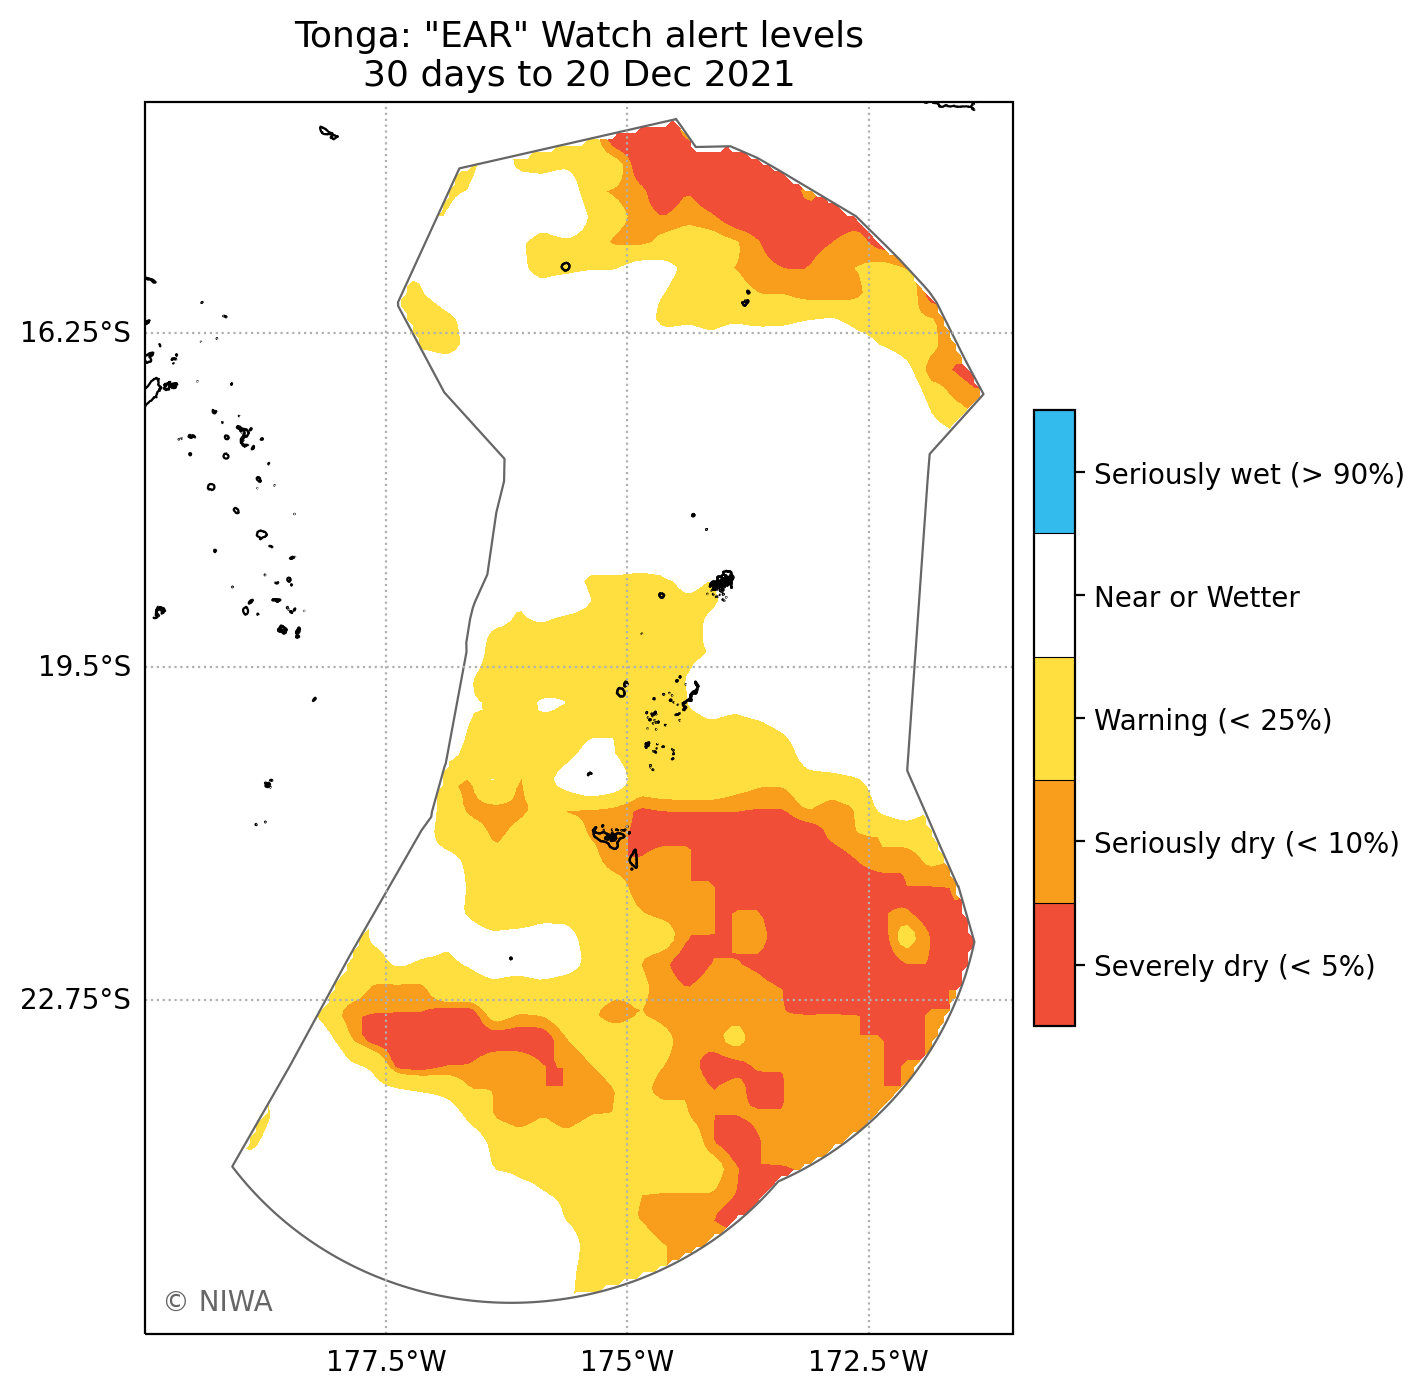 Tonga: "EAR" Watch alert levels
30 days to 20 Dec 2021
16.25°S
19.5°S
22.75°S
177.5°W
175°W
172.5°W
Seriously wet (> 90%)
Near or Wetter
Warning (< 25%)
Seriously dry (< 10%)
Severely dry (< 5%)
© NIWA